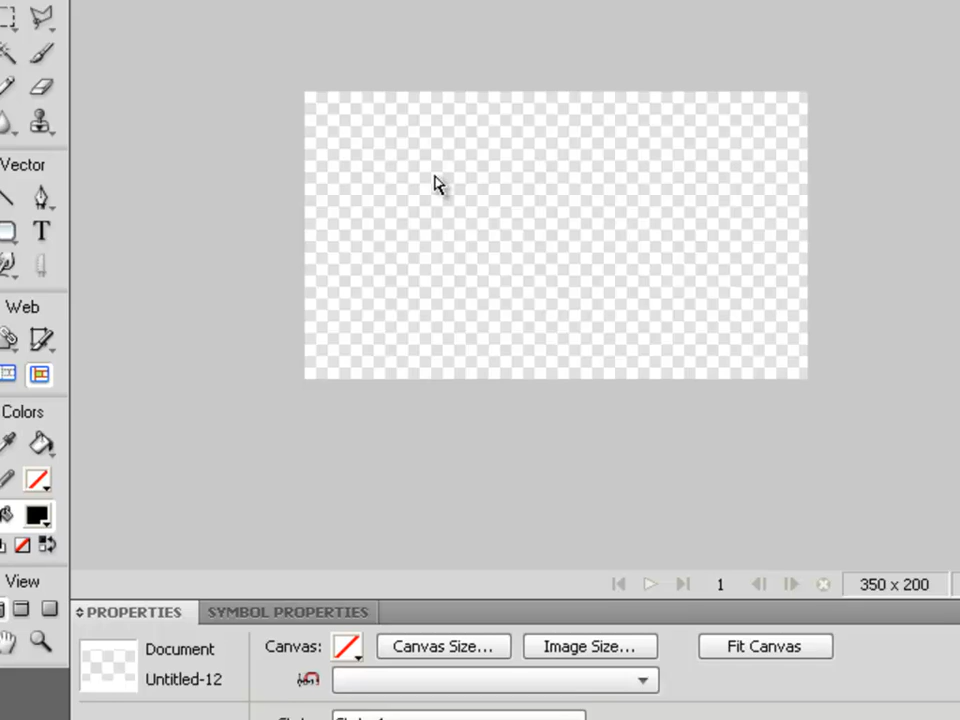 Vector
T
Web
Colors
View
1
350 x 200
PROPERTIES SYMBOL PROPERTIES
Document Canvas: Canvas Size... Image Size... Fit Canvas
Untitled-12